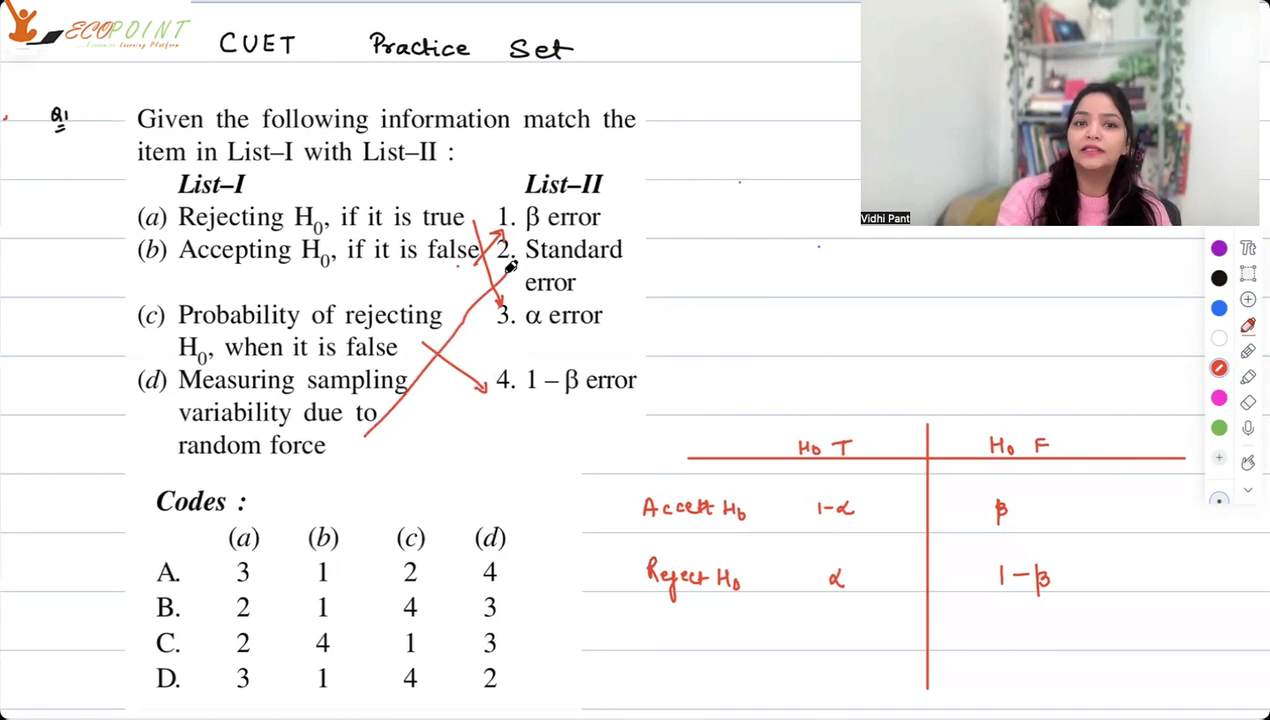 ECOPOINT
Economics Learning Platform
CUET Practice Set
Q1
Given the following information match the
item in List–I with List–II :
List–I List–II
(a) Rejecting H0, if it is true 1. β error
(b) Accepting H0, if it is false 2. Standard
error
(c) Probability of rejecting 3. α error
H0, when it is false
(d) Measuring sampling 4. 1 – β error
variability due to
random force
Codes :
(a) (b) (c) (d)
A. 3 1 2 4
B. 2 1 4 3
C. 2 4 1 3
D. 3 1 4 2
H0 T H0 F
Accept H0 1-α β
Reject H0 α 1-β
Vidhi Pant
Tt